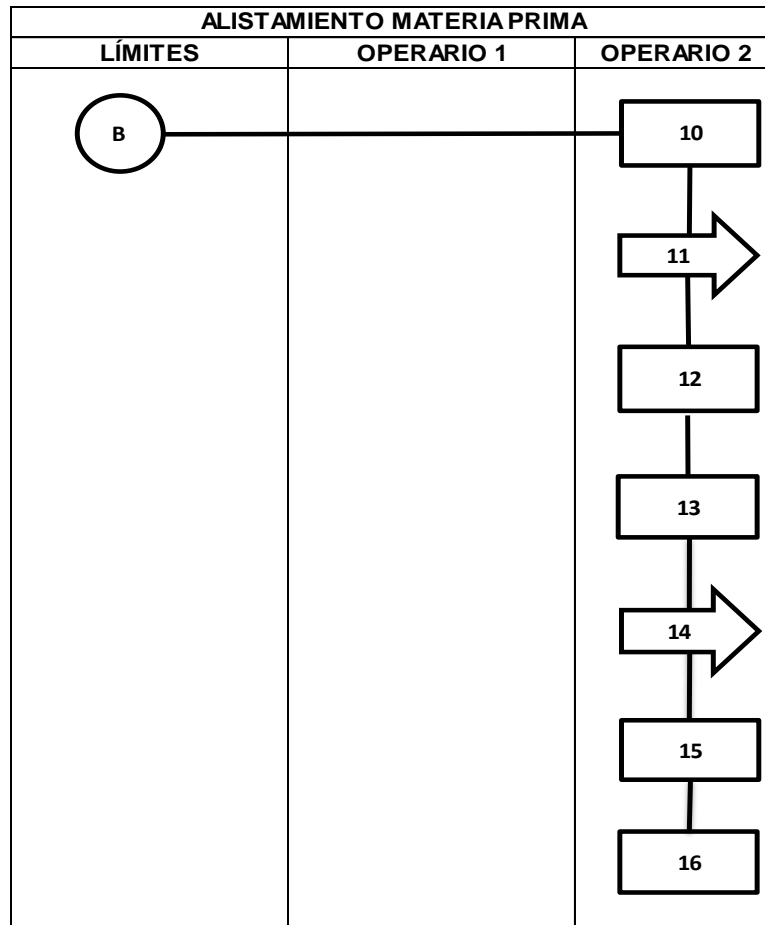 ALISTAMIENTO MATERIA PRIMA
LÍMITES OPERARIO 1 OPERARIO 2
B 10
11
12
13
14
15
16